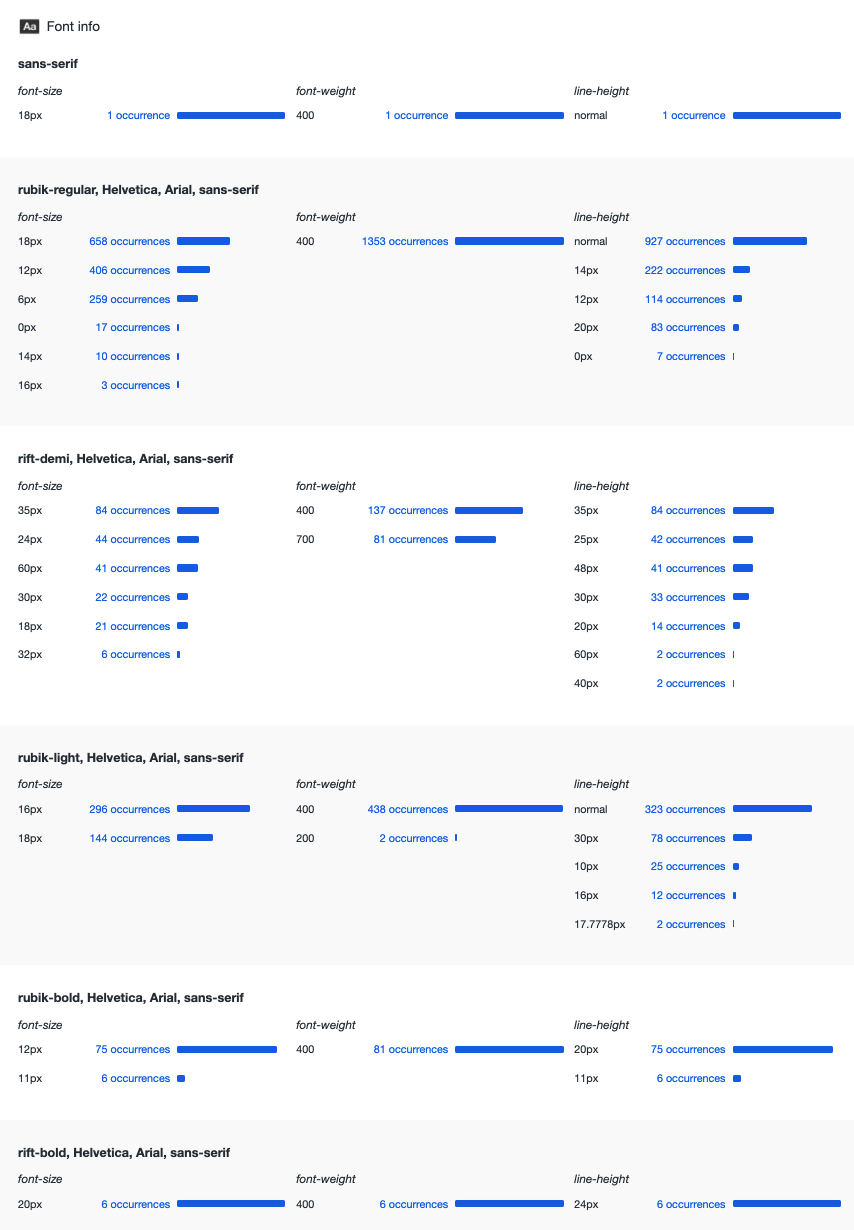 Aa Font info
sans-serif
font-size font-weight line-height
18px 1 occurrence 400 1 occurrence normal 1 occurrence
rubik-regular, Helvetica, Arial, sans-serif
font-size font-weight line-height
18px 658 occurrences 400 1353 occurrences normal 927 occurrences
12px 406 occurrences 14px 222 occurrences
6px 259 occurrences 12px 114 occurrences
0px 17 occurrences 20px 83 occurrences
14px 10 occurrences 0px 7 occurrences
16px 3 occurrences
rift-demi, Helvetica, Arial, sans-serif
font-size font-weight line-height
35px 84 occurrences 400 137 occurrences 35px 84 occurrences
24px 44 occurrences 700 81 occurrences 25px 42 occurrences
60px 41 occurrences 48px 41 occurrences
30px 22 occurrences 30px 33 occurrences
18px 21 occurrences 20px 14 occurrences
32px 6 occurrences 60px 2 occurrences
40px 2 occurrences
rubik-light, Helvetica, Arial, sans-serif
font-size font-weight line-height
16px 296 occurrences 400 438 occurrences normal 323 occurrences
18px 144 occurrences 200 2 occurrences 30px 78 occurrences
10px 25 occurrences
16px 12 occurrences
17.7778px 2 occurrences
rubik-bold, Helvetica, Arial, sans-serif
font-size font-weight line-height
12px 75 occurrences 400 81 occurrences 20px 75 occurrences
11px 6 occurrences 11px 6 occurrences
rift-bold, Helvetica, Arial, sans-serif
font-size font-weight line-height
20px 6 occurrences 400 6 occurrences 24px 6 occurrences